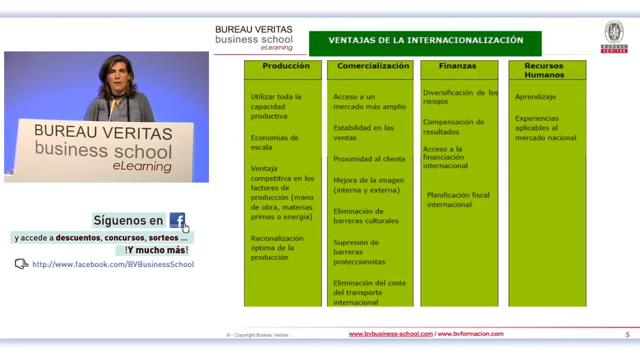 BUREAU VERITAS
business school
eLearning
VENTAJAS DE LA INTERNACIONALIZACIÓN
BUREAU
VERITAS
BUREAU VERITAS
business school
eLearning
Síguenos en
y accede a descuentos, concursos, sorteos ...
!Y mucho más!
http://www.facebook.com/BVBusinessSchool
Producción
Utilizar toda la
capacidad
productiva
Economías de
escala
Ventaja
competitiva en los
factores de
producción (mano
de obra, materias
primas o energía)
Racionalización
óptima de la
producción
Comercialización
Acceso a un
mercado más amplio
Estabilidad en las
ventas
Proximidad al cliente
Mejora de la imagen
(interna y externa)
Eliminación de
barreras culturales
Supresión de
barreras
proteccionistas
Eliminación del coste
del transporte
internacional
Finanzas
Diversificación de los
riesgos
Compensación de
resultados
Acceso a la
financiación
internacional
Planificación fiscal
internacional
Recursos
Humanos
Aprendizaje
Experiencias
aplicables al
mercado nacional
® - Copyright Bureau Veritas
www.bvbusiness-school.com / www.bvformacion.com
5